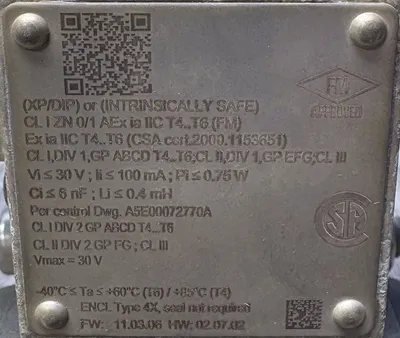 (XP/DIP) or (INTRINSICALLY SAFE)
CL I ZN 0/1 AEx ia IIC T4..T6 (FM)
Ex ia IIC T4..T6 (CSA cert.2000.1153651)
CL I,DIV 1,GP ABCD T4..T6;CL II,DIV 1,GP EFG;CL III
Vi ≤ 30 V ; Ii ≤ 100 mA ; Pi ≤ 0.75 W
Ci ≤ 6 nF ; Li ≤ 0.4 mH
Per control Dwg. A5E00072770A
CL I DIV 2 GP ABCD T4...T6
CL II DIV 2 GP FG ; CL III
Vmax = 30 V
-40°C ≤ Ta ≤ +60°C (T6) / +85°C (T4)
ENCL Type 4X, seal not required
FW: 11.03.06 HW: 02.07.02
FM
APPROVED